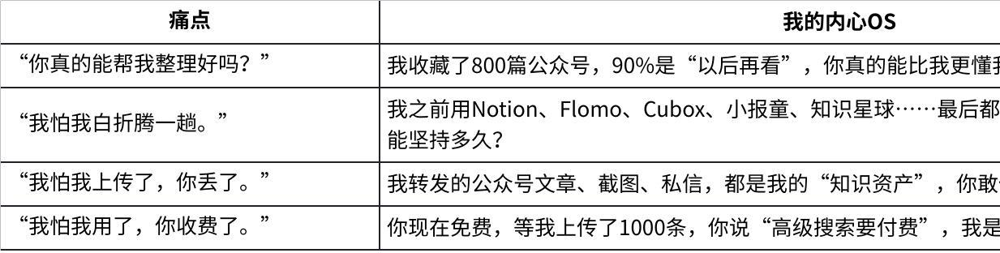 痛点
我的内心OS
“你真的能帮我整理好吗？”
我收藏了800篇公众号，90%是“以后再看”，你真的能比我更懂
“我怕我白折腾一趟。”
我之前用Notion、Flomo、Cubox、小报童、知识星球……最后都
能坚持多久？
“我怕我上传了，你丢了。”
我转发的公众号文章、截图、私信，都是我的“知识资产”，你敢
“我怕我用了，你收费了。”
你现在免费，等我上传了1000条，你说“高级搜索要付费”，我是